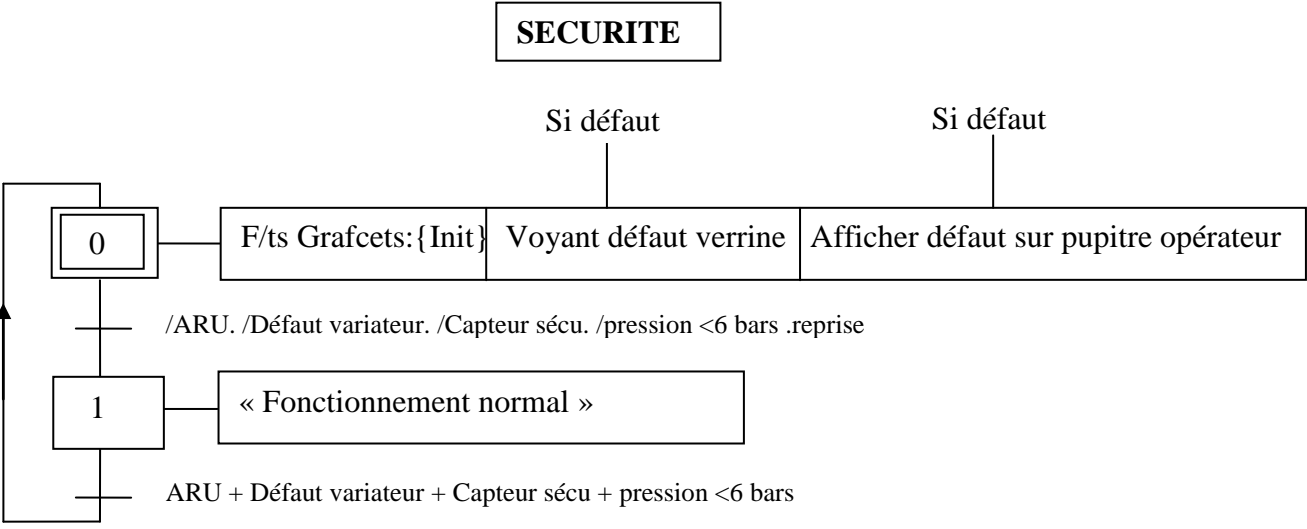 SECURITE
Si défaut
Si défaut
0
F/ts Grafcets:{Init}
Voyant défaut verrine
Afficher défaut sur pupitre opérateur
/ARU. /Défaut variateur. /Capteur sécu. /pression <6 bars .reprise
1
« Fonctionnement normal »
ARU + Défaut variateur + Capteur sécu + pression <6 bars